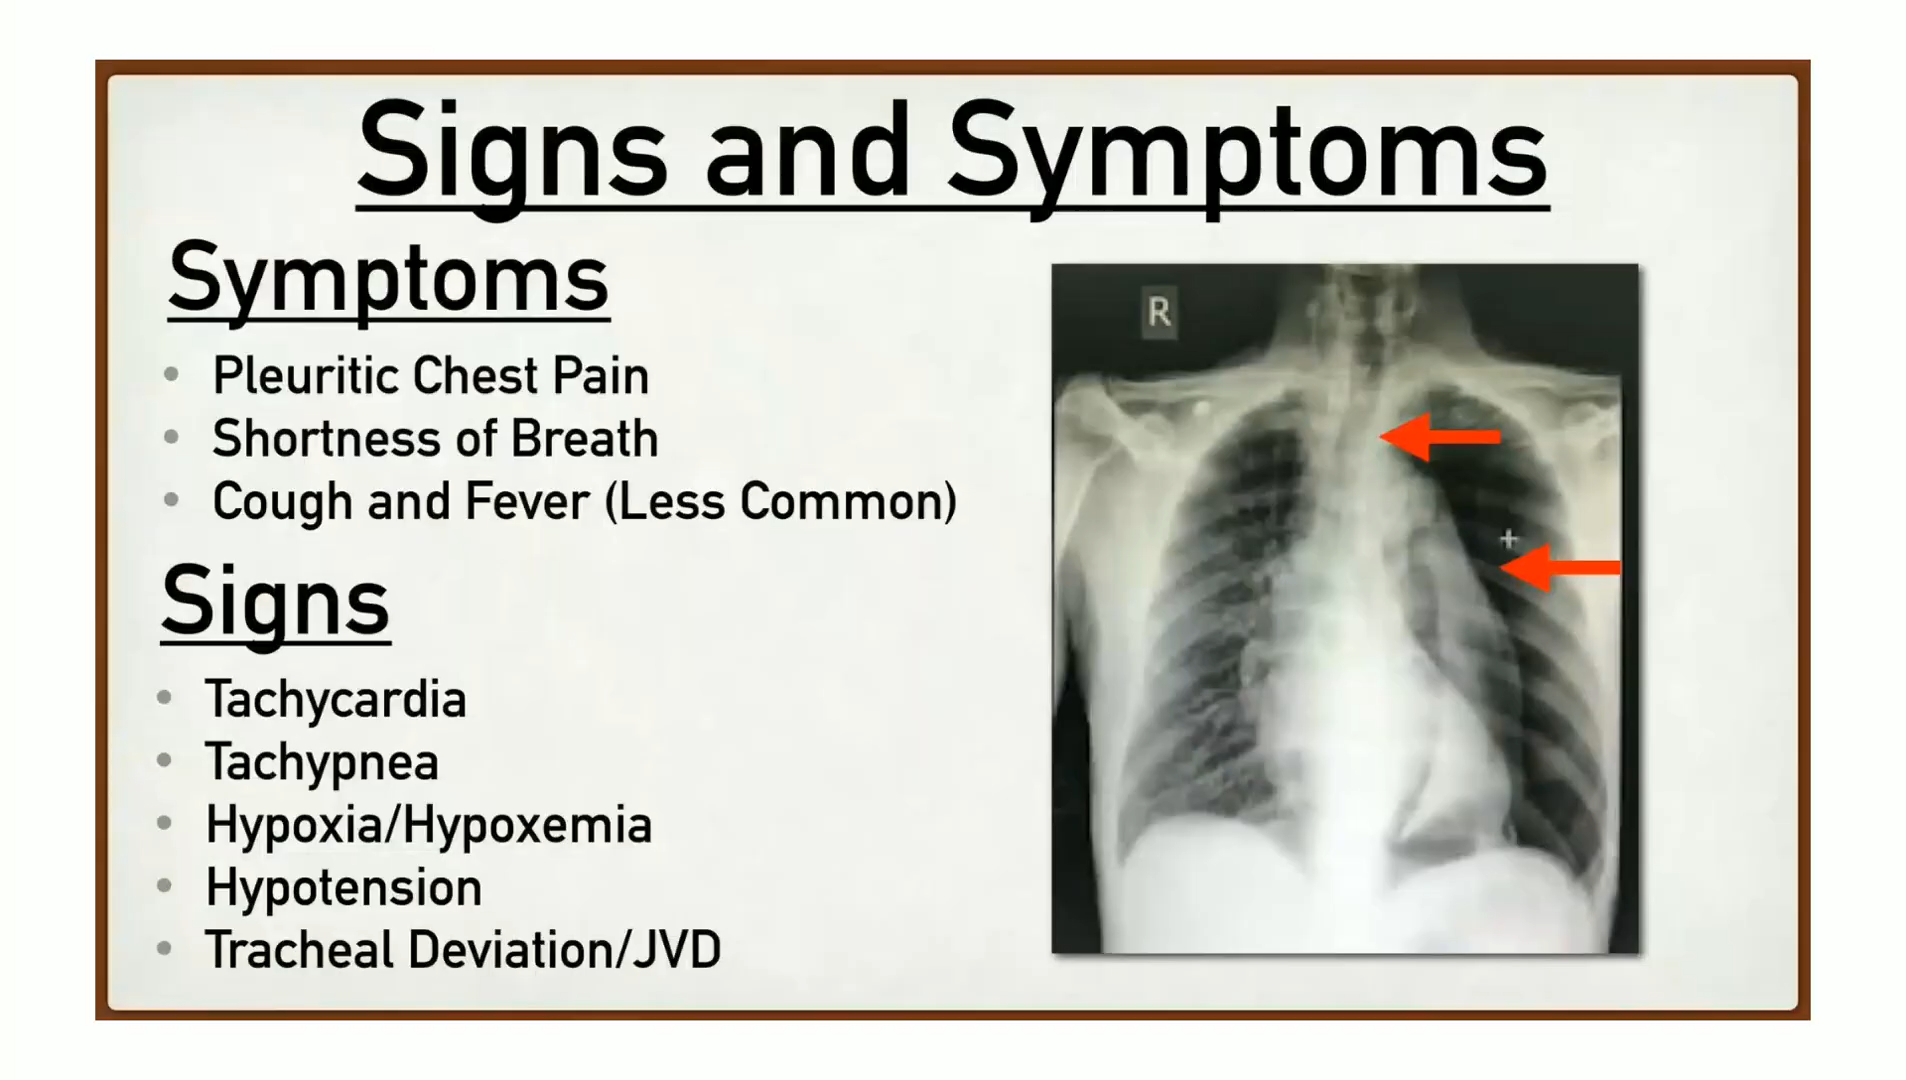 Signs and Symptoms
Symptoms
• Pleuritic Chest Pain
• Shortness of Breath
• Cough and Fever (Less Common)
Signs
• Tachycardia
• Tachypnea
• Hypoxia/Hypoxemia
• Hypotension
• Tracheal Deviation/JVD
R